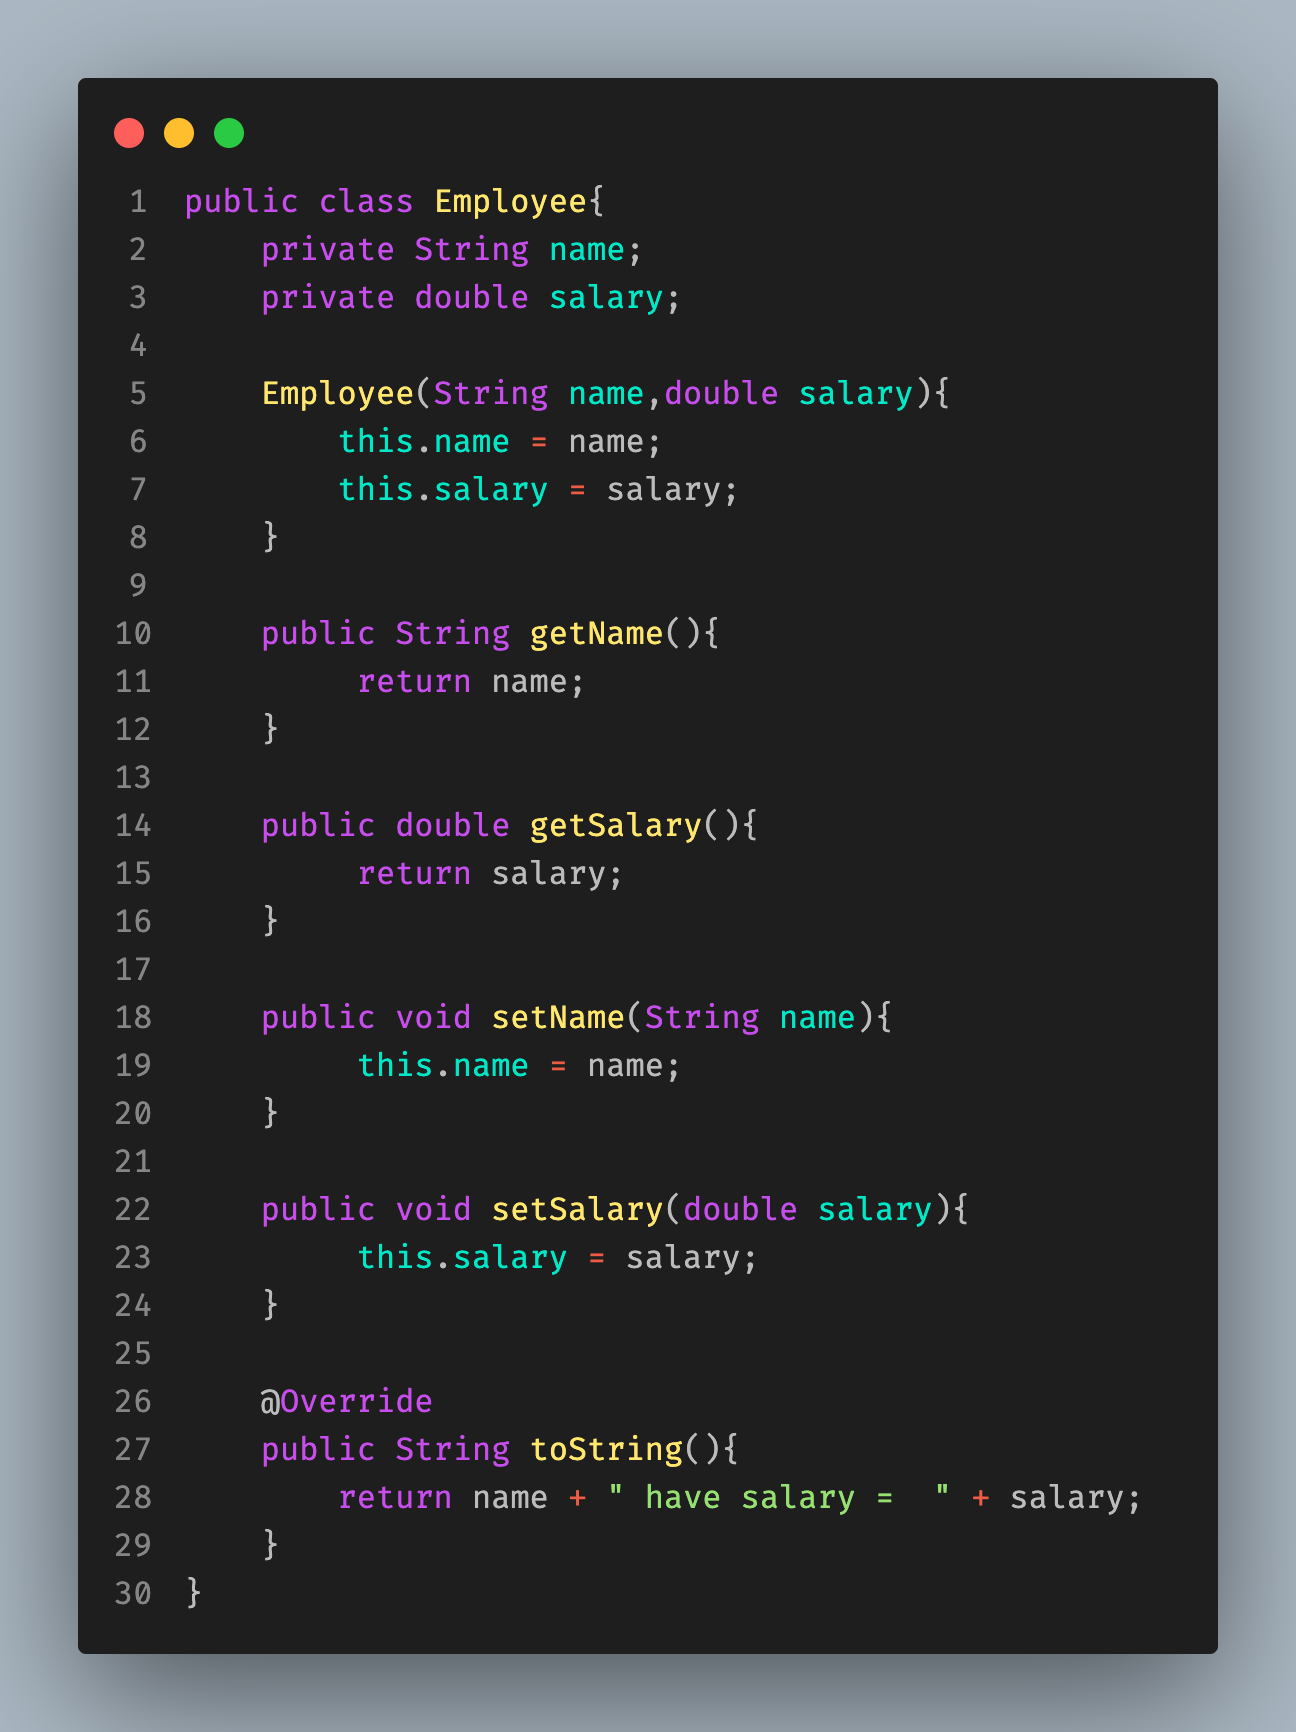 1 public class Employee{
2     private String name;
3     private double salary;
4
5     Employee(String name,double salary){
6         this.name = name;
7         this.salary = salary;
8     }
9
10     public String getName(){
11          return name;
12     }
13
14     public double getSalary(){
15          return salary;
16     }
17
18     public void setName(String name){
19          this.name = name;
20     }
21
22     public void setSalary(double salary){
23          this.salary = salary;
24     }
25
26     @Override
27     public String toString(){
28         return name + " have salary =  " + salary;
29     }
30 }